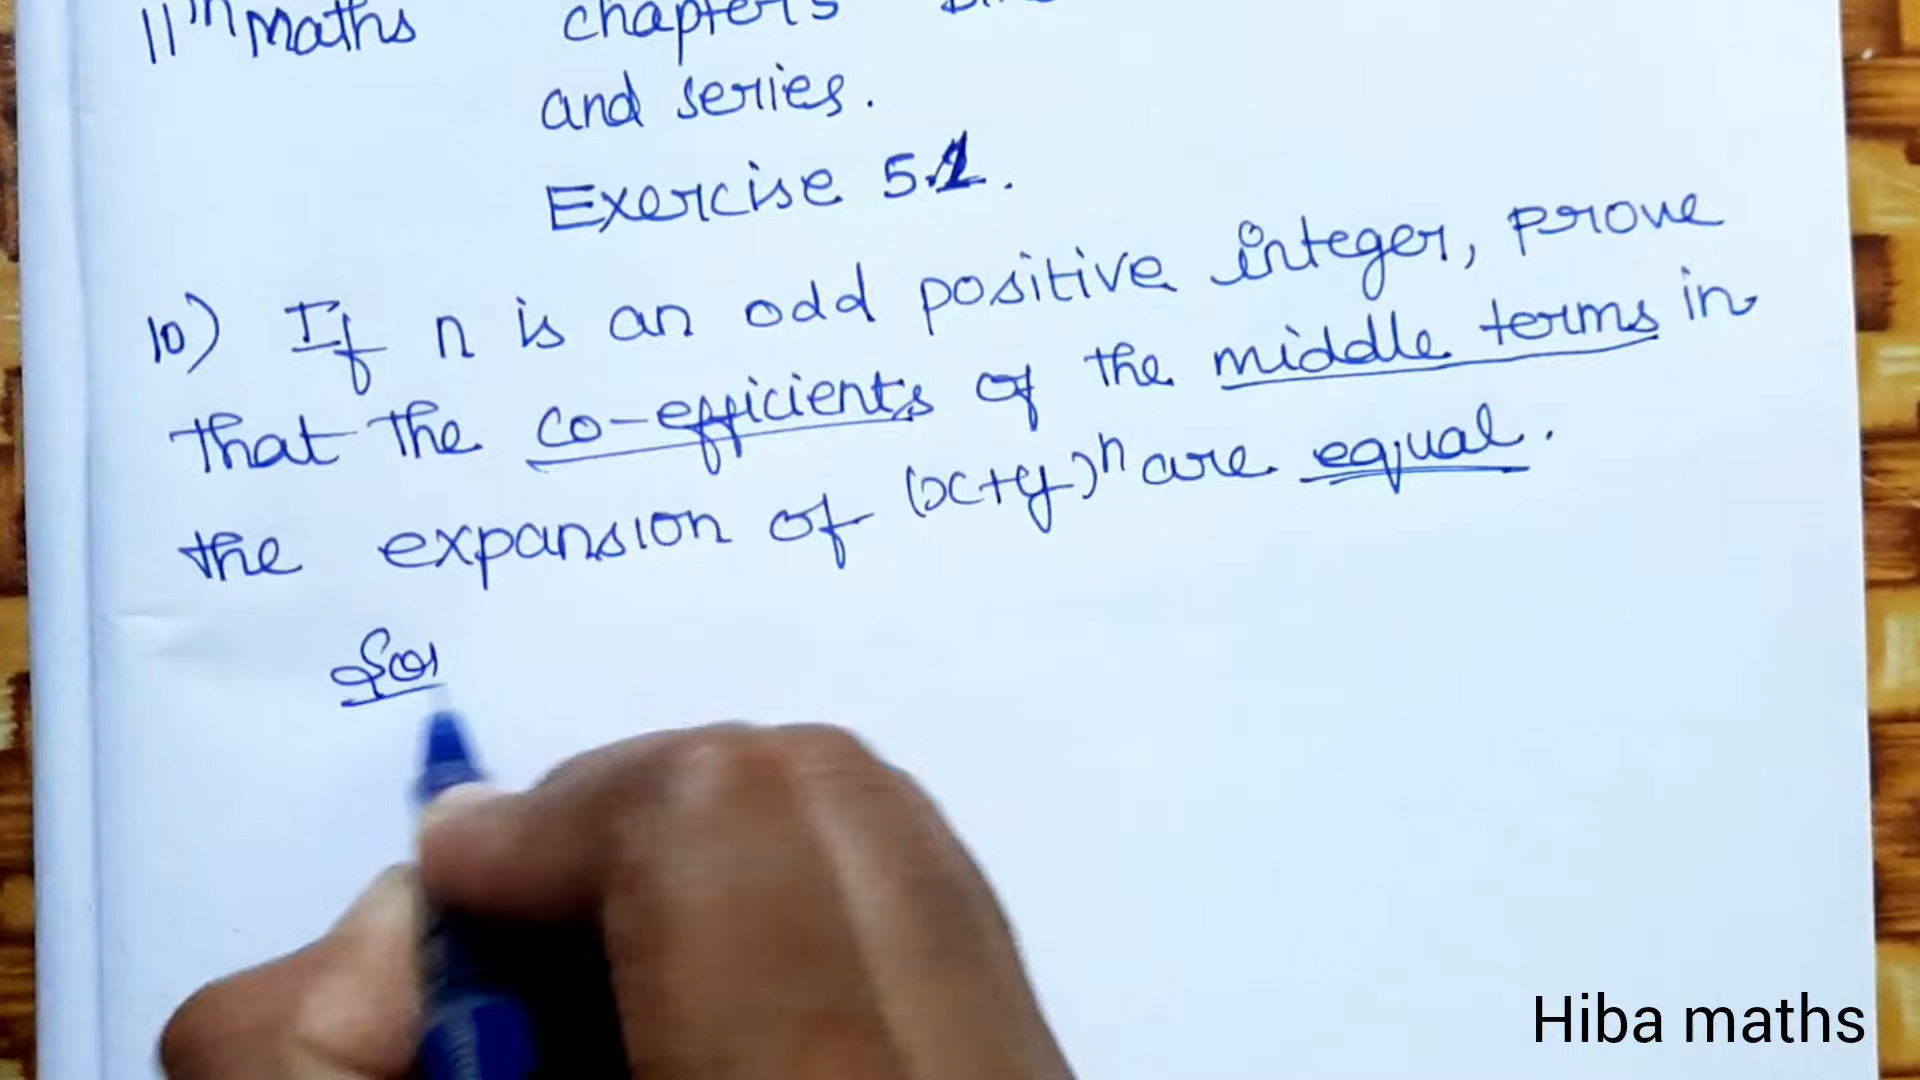 11th Maths chapter 5
and series.
Exercise 5.1.
10) If n is an odd positive integer, prove
that the co-efficients of the middle terms in
the expansion of (x+y)ⁿ are equal.
Sol
Hiba maths